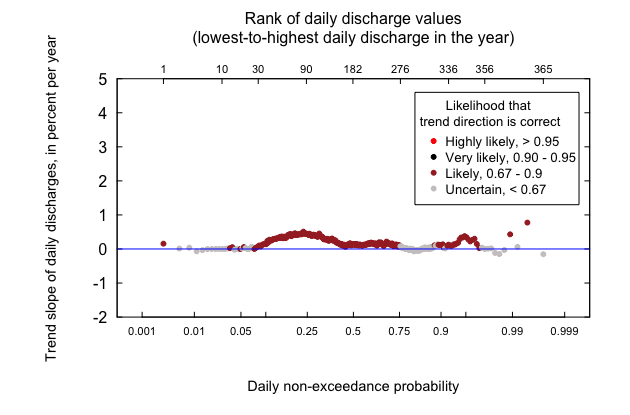 Rank of daily discharge values
(lowest-to-highest daily discharge in the year)
1 10 30 90 182 276 336 356 365
Trend slope of daily discharges, in percent per year
5
4
3
2
1
0
-1
-2
Likelihood that
trend direction is correct
Highly likely, > 0.95
Very likely, 0.90 - 0.95
Likely, 0.67 - 0.9
Uncertain, < 0.67
0.001 0.01 0.05 0.25 0.5 0.75 0.9 0.99 0.999
Daily non-exceedance probability